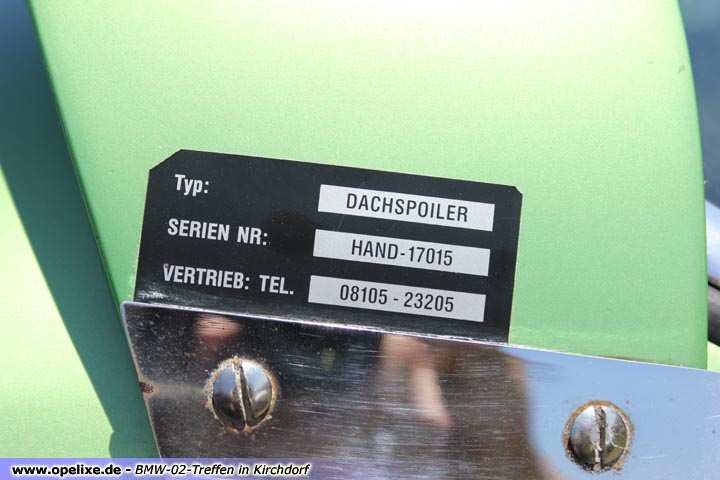 Typ: DACHSPOILER
SERIEN NR: HAND-17015
VERTRIEB: TEL. 08105 - 23205
www.opelixe.de - BMW-02-Treffen in Kirchdorf